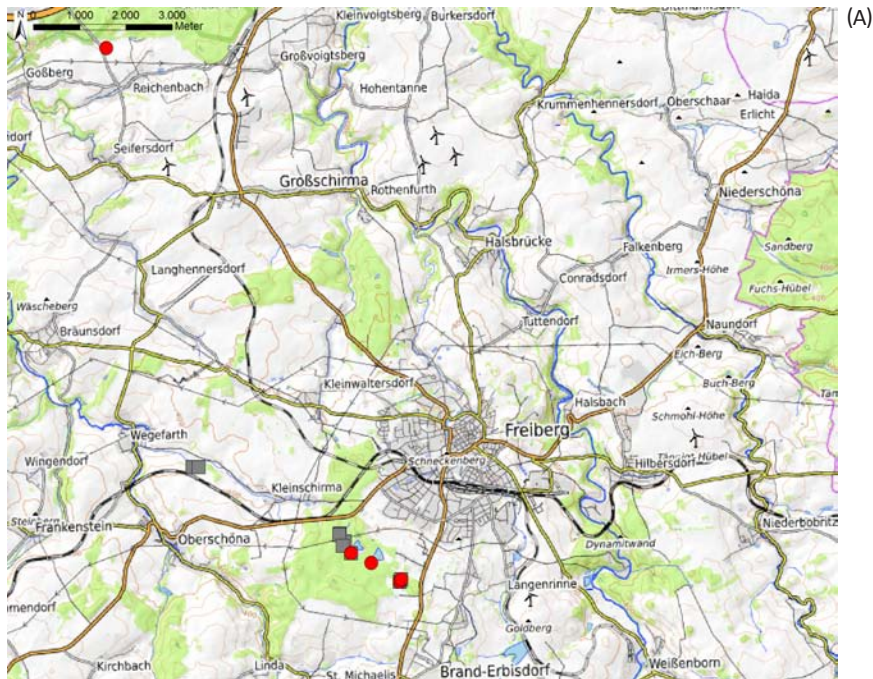 (A)
Kleinvoigtsberg
Burkersdorf
N
0 1.000 2.000 3.000
Meter
Großvoigtsberg
Goßberg
Reichenbach
Hohentanne
Krummenhennersdorf
Oberschaar
Haida
Erlicht
Seifersdorf
Großschirma
Rothenfurth
Niederschöna
Halsbrücke
Falkenberg
Sandberg
Langhennersdorf
Conradsdorf
Irmers-Höhe
Fuchs-Hübel
Wäscheberg
Bräunsdorf
Tuttendorf
Naundorf
Eich-Berg
Kleinwaltersdorf
Buch-Berg
Halsbach
Schmohl-Höhe
Freiberg
Wegefarth
Wingendorf
Schneckenberg
Hilbersdorf
Kleinschirma
Frankenstein
Oberschöna
Niederbobritz
Dynamitwand
Langenrinne
Goldberg
Kirchbach
Linda
St. Michaelis
Brand-Erbisdorf
Weißenborn